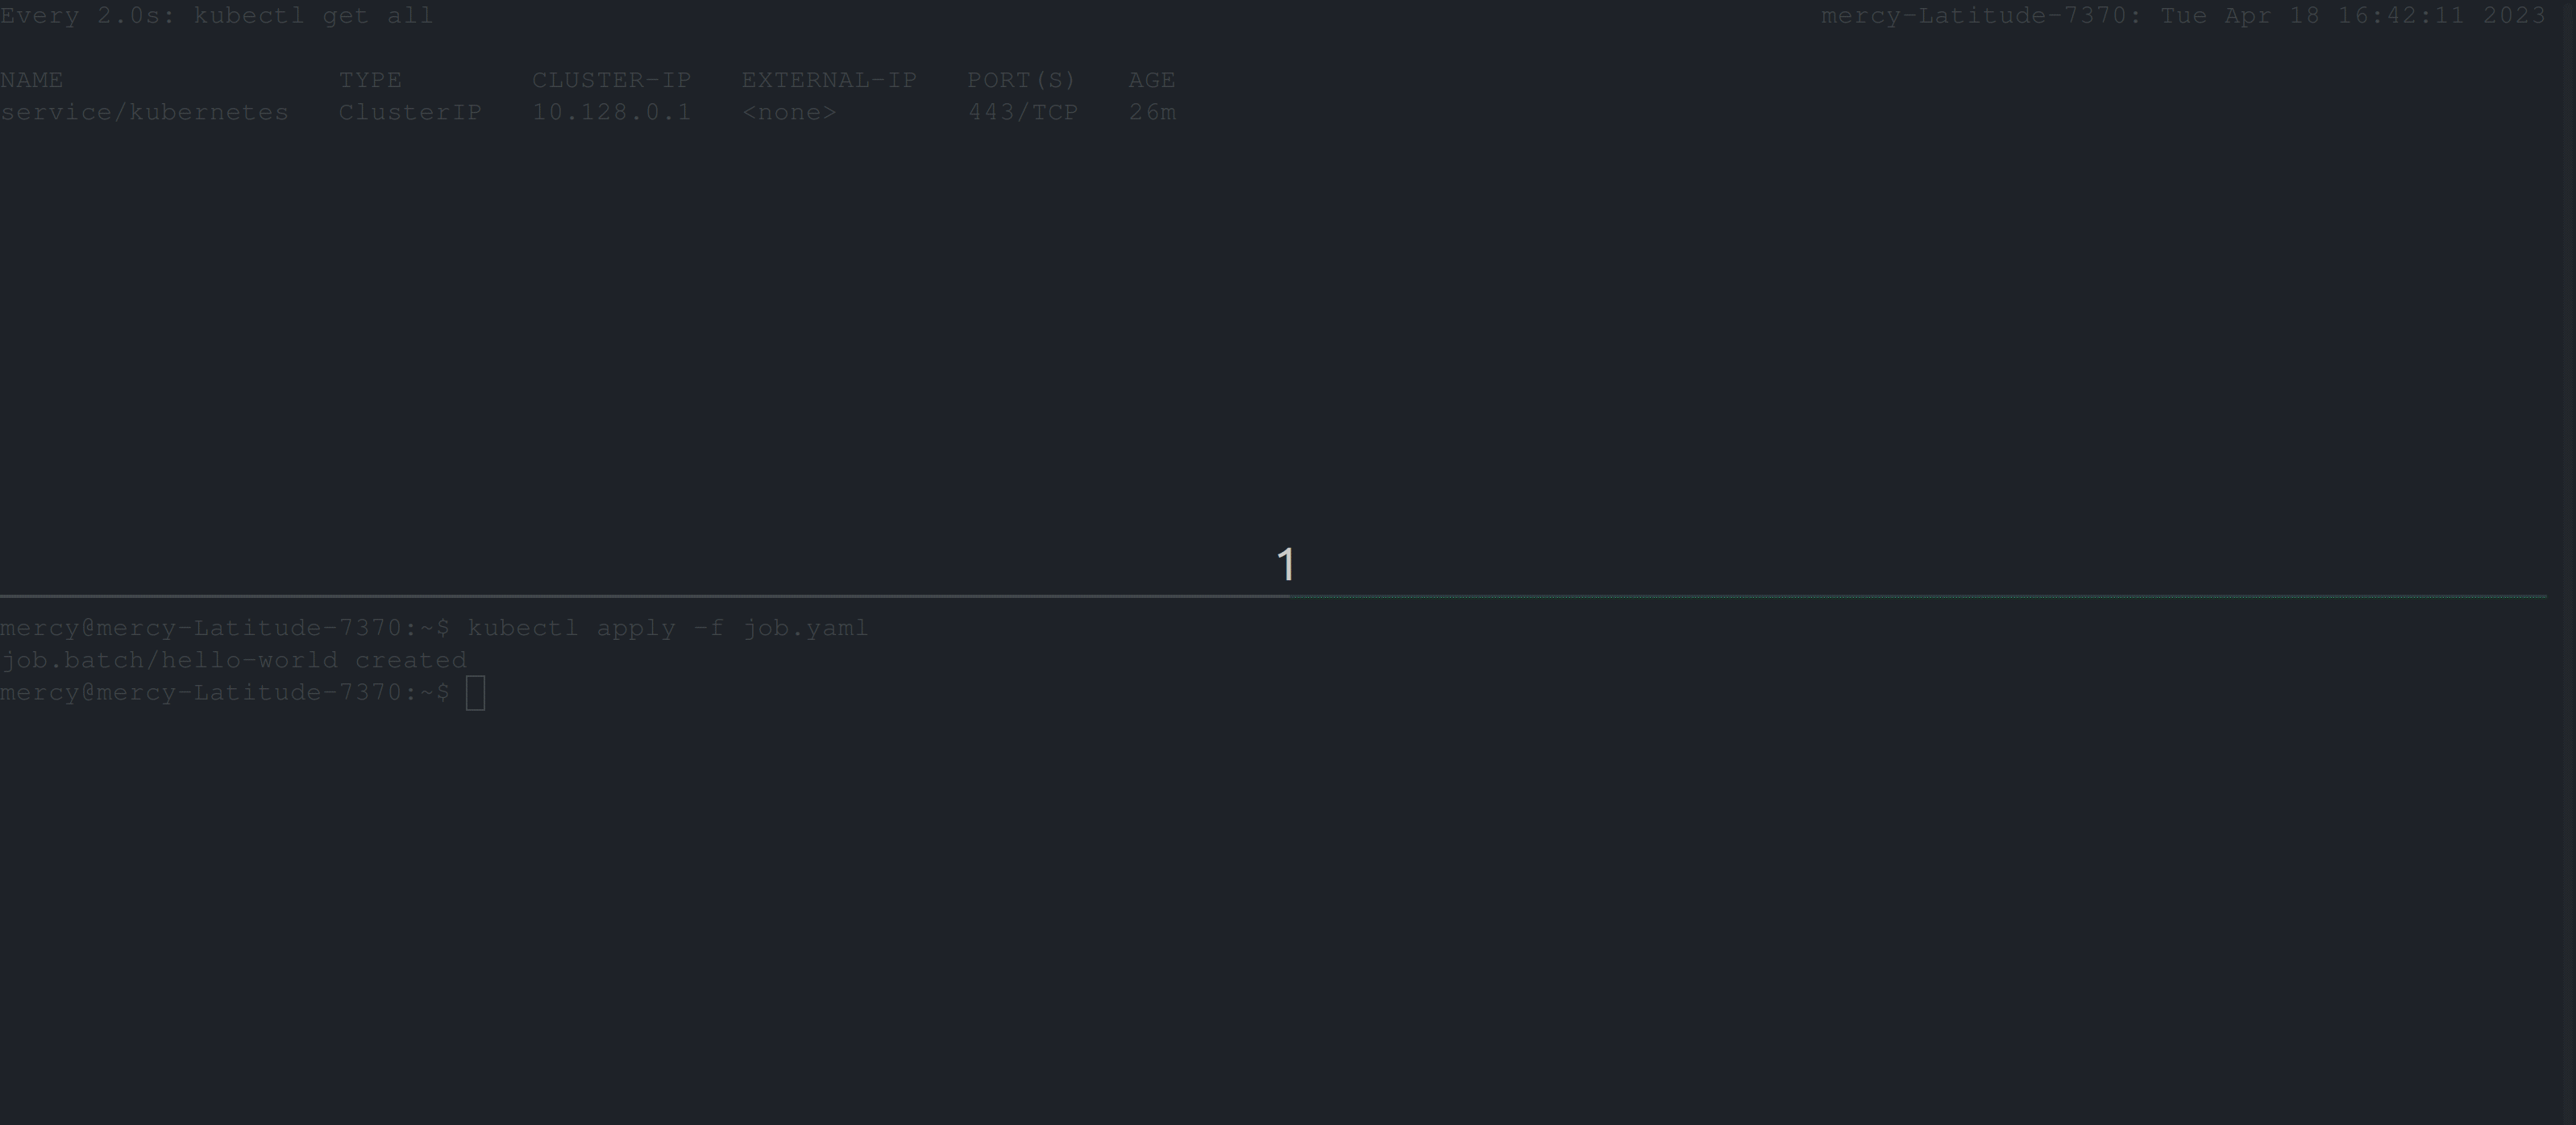 Every 2.0s: kubectl get all mercy-Latitude-7370: Tue Apr 18 16:42:11 2023
NAME TYPE CLUSTER-IP EXTERNAL-IP PORT(S) AGE
service/kubernetes ClusterIP 10.128.0.1 <none> 443/TCP 26m
1
mercy@mercy-Latitude-7370:~$ kubectl apply -f job.yaml
job.batch/hello-world created
mercy@mercy-Latitude-7370:~$